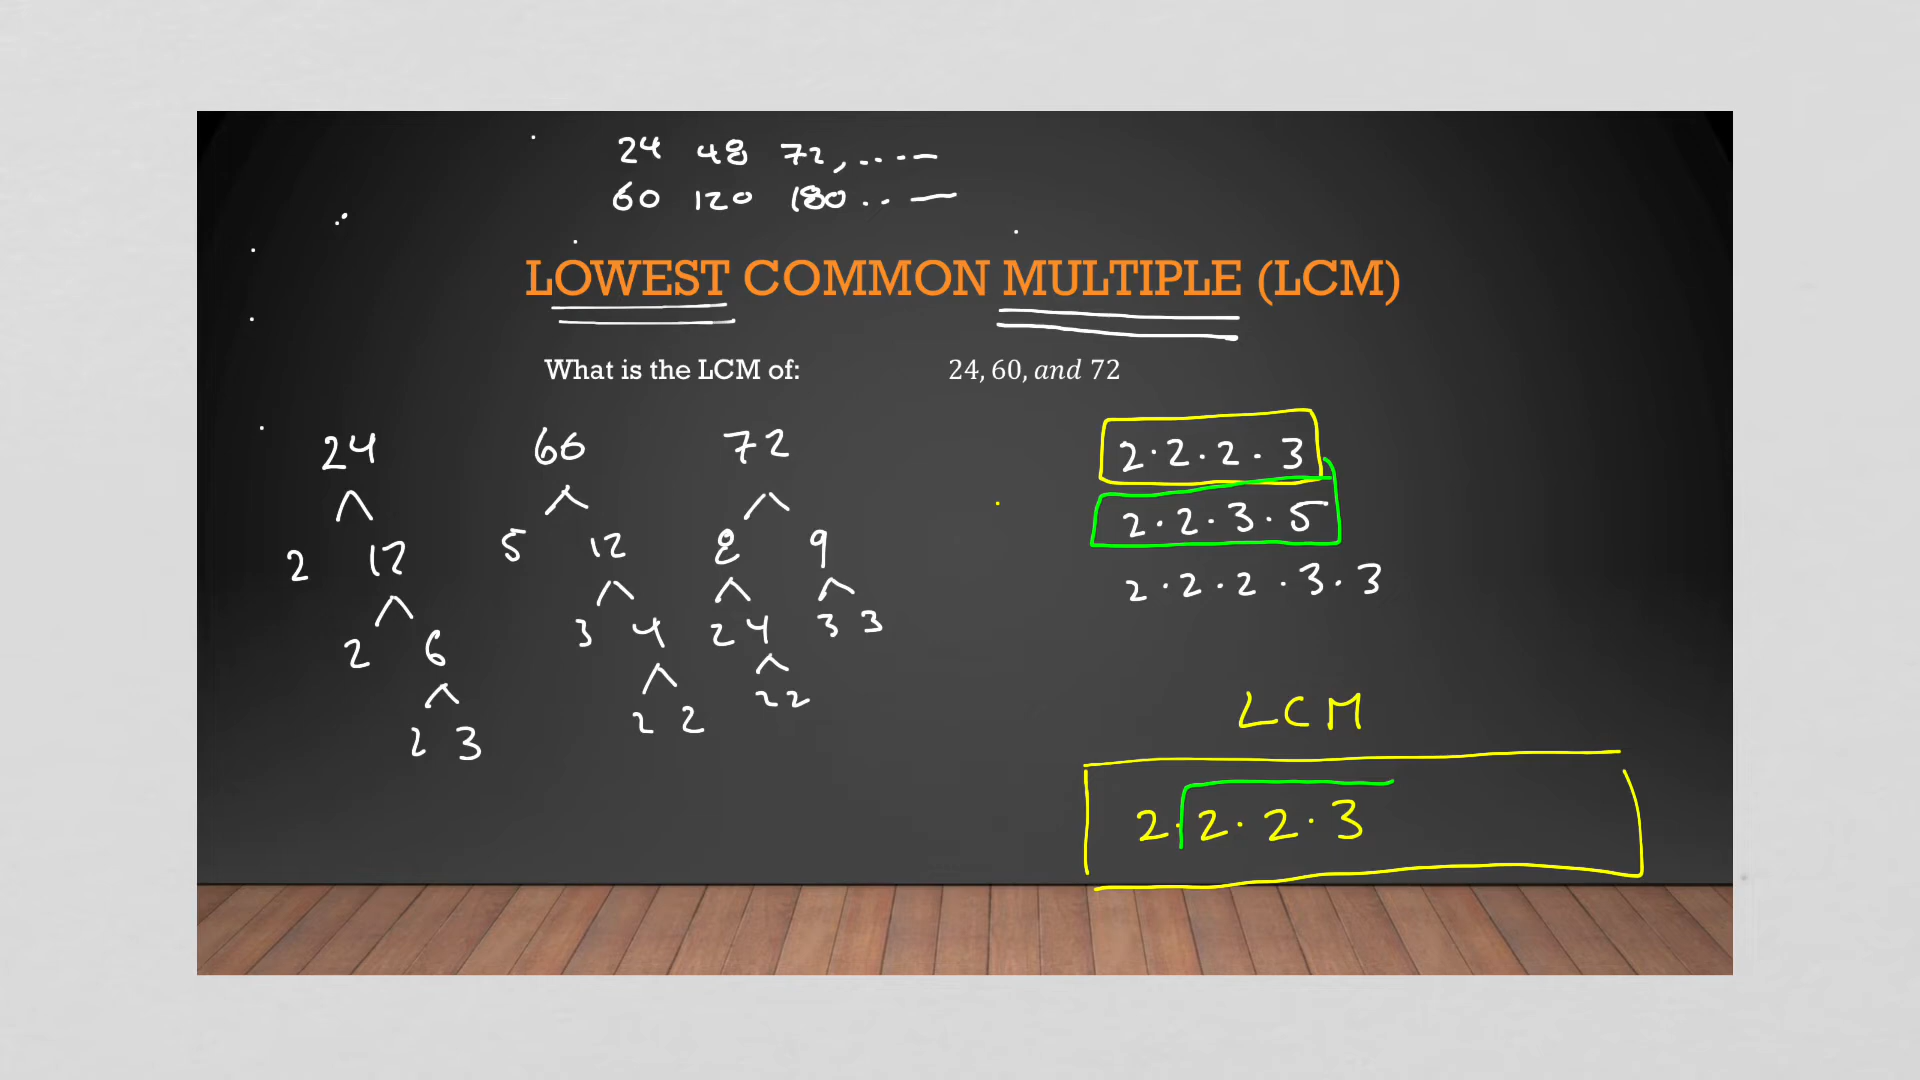 24 48 72, ...—
60 120 180 .. —
LOWEST COMMON MULTIPLE (LCM)
What is the LCM of: 24, 60, and 72
24 60 72
2 12 5 12 8 9
2 6 3 4 2 4 3 3
2 3 2 2 2 2
2 · 2 · 2 · 3
2 · 2 · 3 · 5
2 · 2 · 2 · 3 · 3
LCM
2 · 2 · 2 · 3